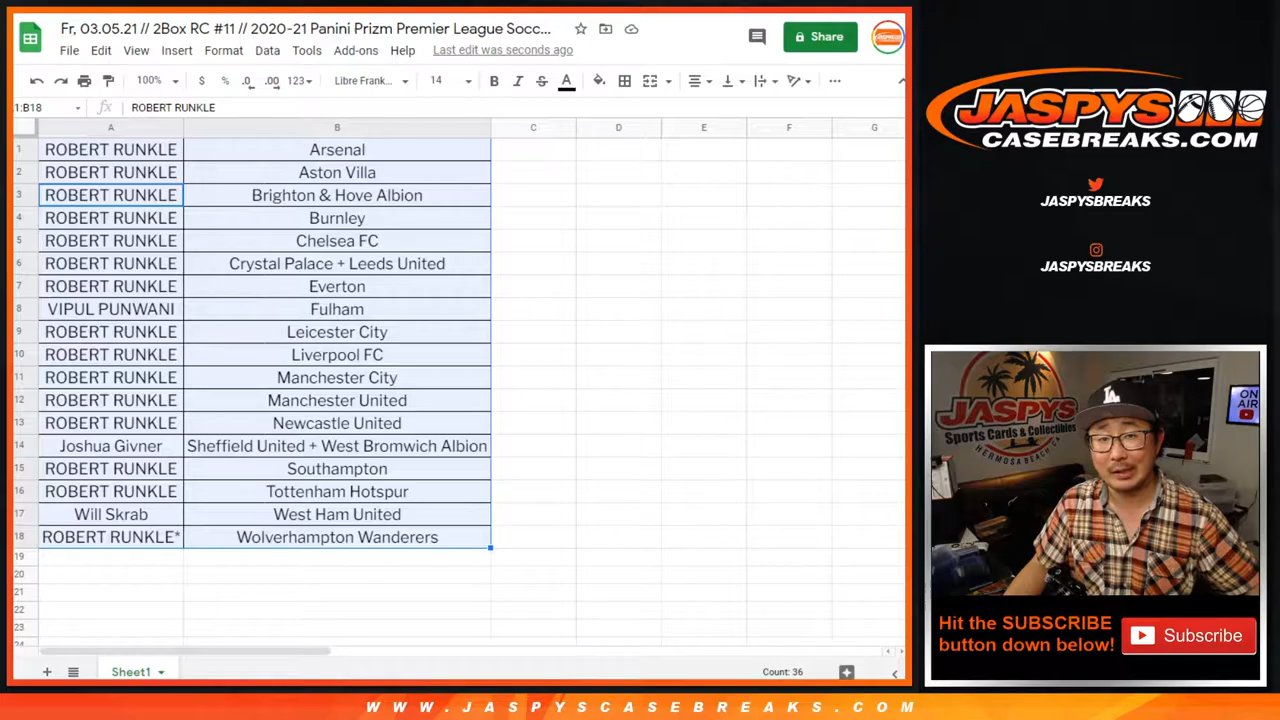 Fr, 03.05.21 // 2Box RC #11 // 2020-21 Panini Prizm Premier League Socc...
File Edit View Insert Format Data Tools Add-ons Help Last edit was seconds ago
Share
100% $ % .0 .00 123 Libre Frank... 14 B I S A
1:B18 fx ROBERT RUNKLE
A B C D E F G
1 ROBERT RUNKLE Arsenal
2 ROBERT RUNKLE Aston Villa
3 ROBERT RUNKLE Brighton & Hove Albion
4 ROBERT RUNKLE Burnley
5 ROBERT RUNKLE Chelsea FC
6 ROBERT RUNKLE Crystal Palace + Leeds United
7 ROBERT RUNKLE Everton
8 VIPUL PUNWANI Fulham
9 ROBERT RUNKLE Leicester City
10 ROBERT RUNKLE Liverpool FC
11 ROBERT RUNKLE Manchester City
12 ROBERT RUNKLE Manchester United
13 ROBERT RUNKLE Newcastle United
14 Joshua Givner Sheffield United + West Bromwich Albion
15 ROBERT RUNKLE Southampton
16 ROBERT RUNKLE Tottenham Hotspur
17 Will Skrab West Ham United
18 ROBERT RUNKLE* Wolverhampton Wanderers
19
20
21
22
23
24
Sheet1
Count: 36
JASPYS
CASEBREAKS.COM
JASPYSBREAKS
JASPYSBREAKS
JASPYS
Sports Cards & Collectibles
HERMOSA BEACH CA
LA
ON
AIR
Hit the SUBSCRIBE
button down below!
Subscribe
WWW.JASPYSCASEBREAKS.COM